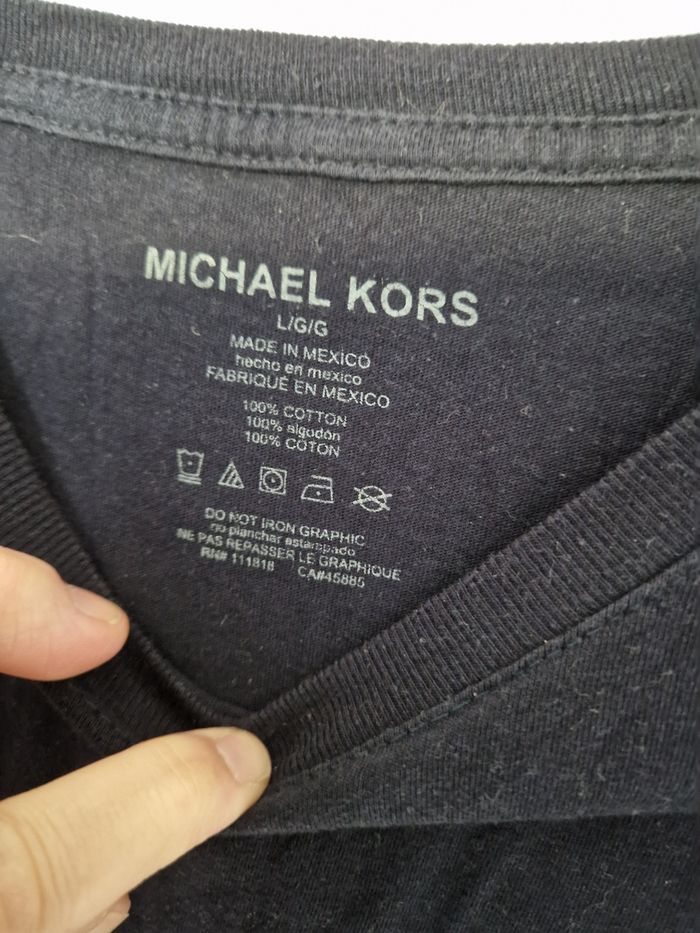 MICHAEL KORS
L/G/G
MADE IN MEXICO
hecho en mexico
FABRIQUÉ EN MEXICO
100% COTTON
100% algodón
100% COTON
DO NOT IRON GRAPHIC
no planchar estampado
NE PAS REPASSER LE GRAPHIQUE
RN# 111818 CA#45885